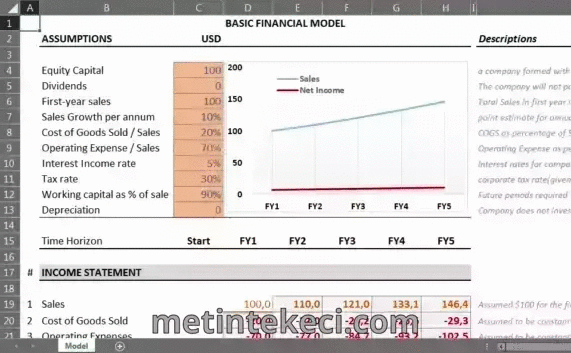 A B C D E F G H I
1 BASIC FINANCIAL MODEL
2 ASSUMPTIONS USD Descriptions
3
4 Equity Capital 100 a company formed with
5 Dividends 0 The company will not pa
6 First-year sales 100 Total Sales in first year i
7 Sales Growth per annum 10% point estimate for annua
8 Cost of Goods Sold / Sales 20% COGS as percentage of S
9 Operating Expense / Sales 70% Operating Expense as pe
10 Interest Income rate 5% Interest rates for compa
11 Tax rate 30% corporate tax rate(given
12 Working capital as % of sale 90% Future periods required
13 Depreciation 0 Company does not inves
200
Sales
Net Income
150
100
50
0
FY1 FY2 FY3 FY4 FY5
14
15 Time Horizon Start FY1 FY2 FY3 FY4 FY5
16
17 # INCOME STATEMENT
18
19 1 Sales 100,0 110,0 121,0 133,1 146,4 Assumed $100 for the fi
20 2 Cost of Goods Sold -29,3 Assumed to be constant
21 3 Operating Expenses -70,0 -77,0 -84,7 -93,2 -102,5 Assumed to be constant
metintekeci.com
Model